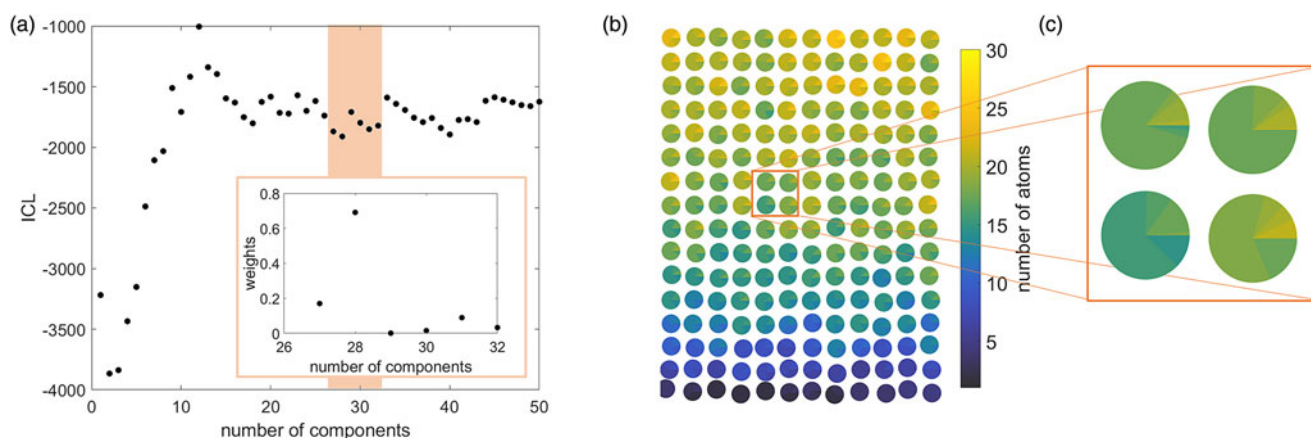 (a)
-1000
-1500
-2000
-2500
-3000
-3500
-4000
ICL
0 10 20 30 40 50
number of components
0.8
0.6
0.4
0.2
0
weights
26 28 30 32
number of components
(b)
30
25
20
15
10
5
number of atoms
(c)